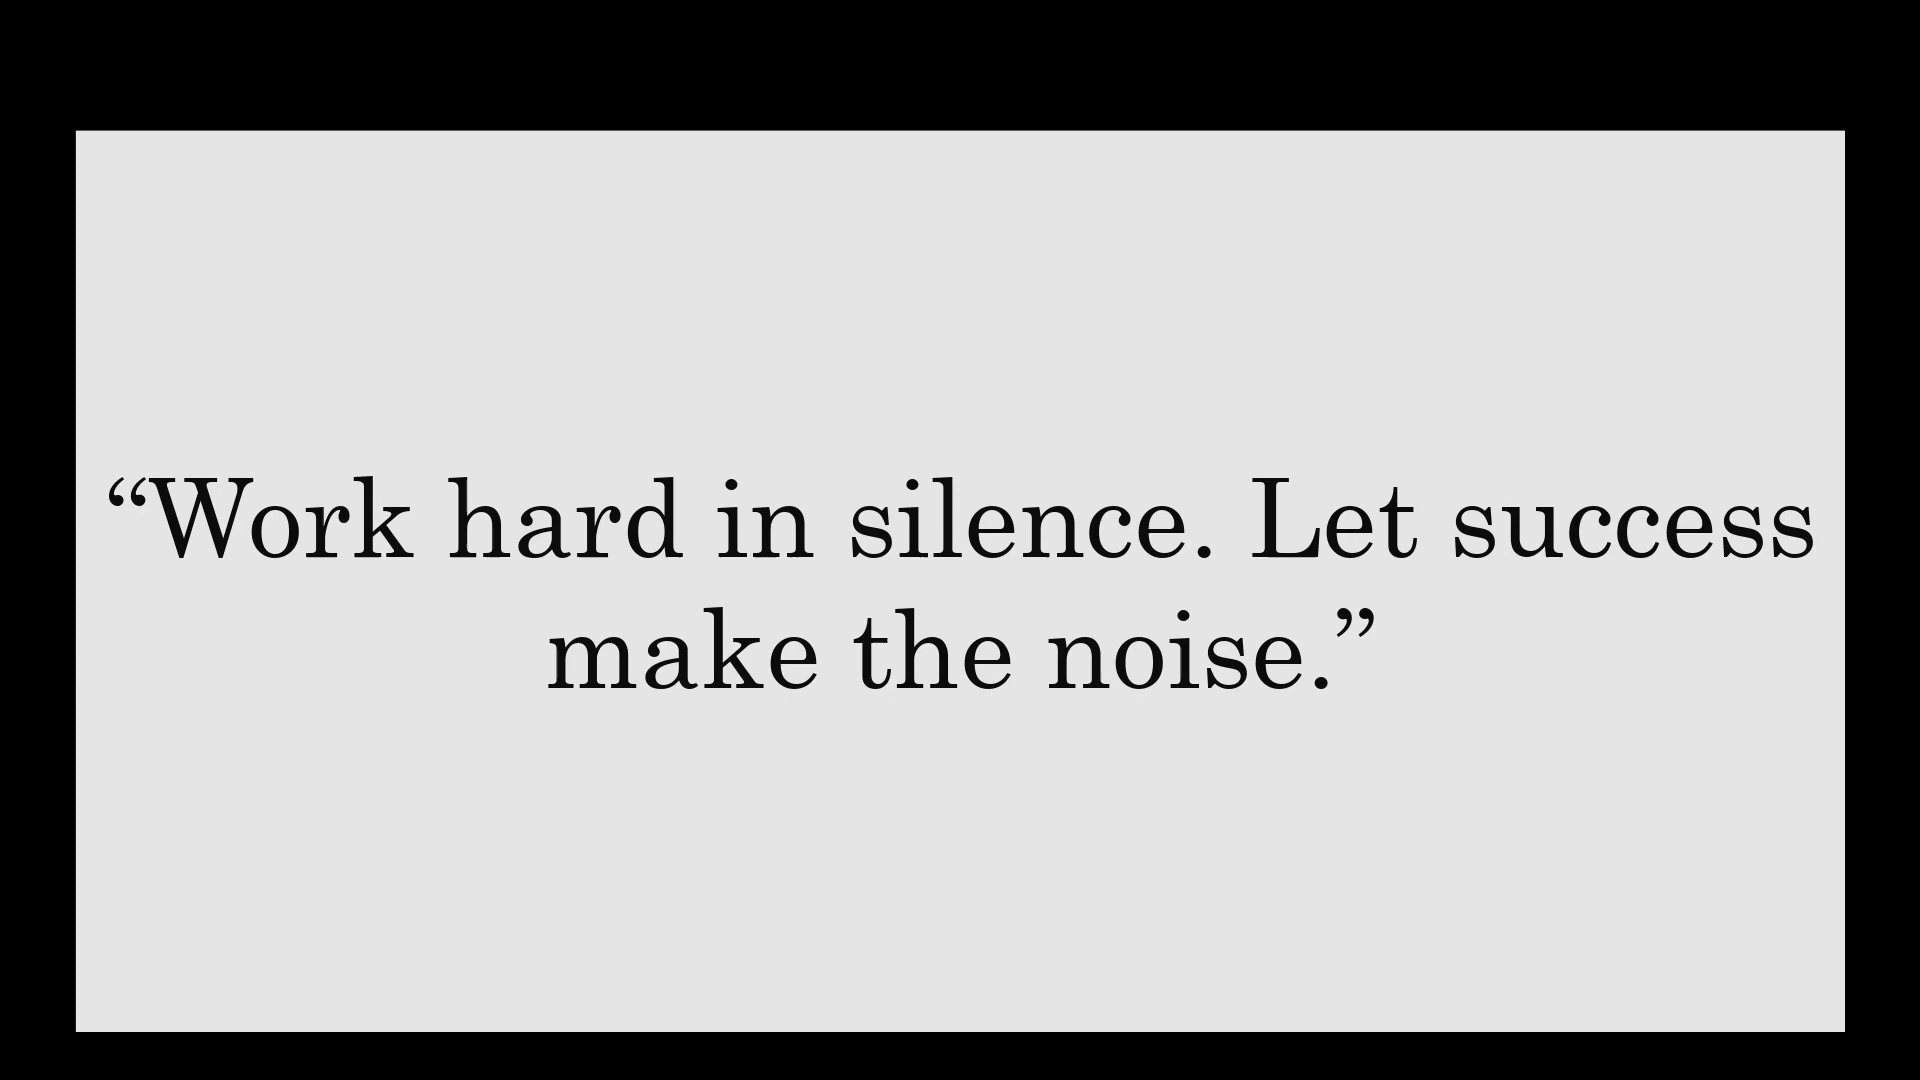 “Work hard in silence. Let success
make the noise.”